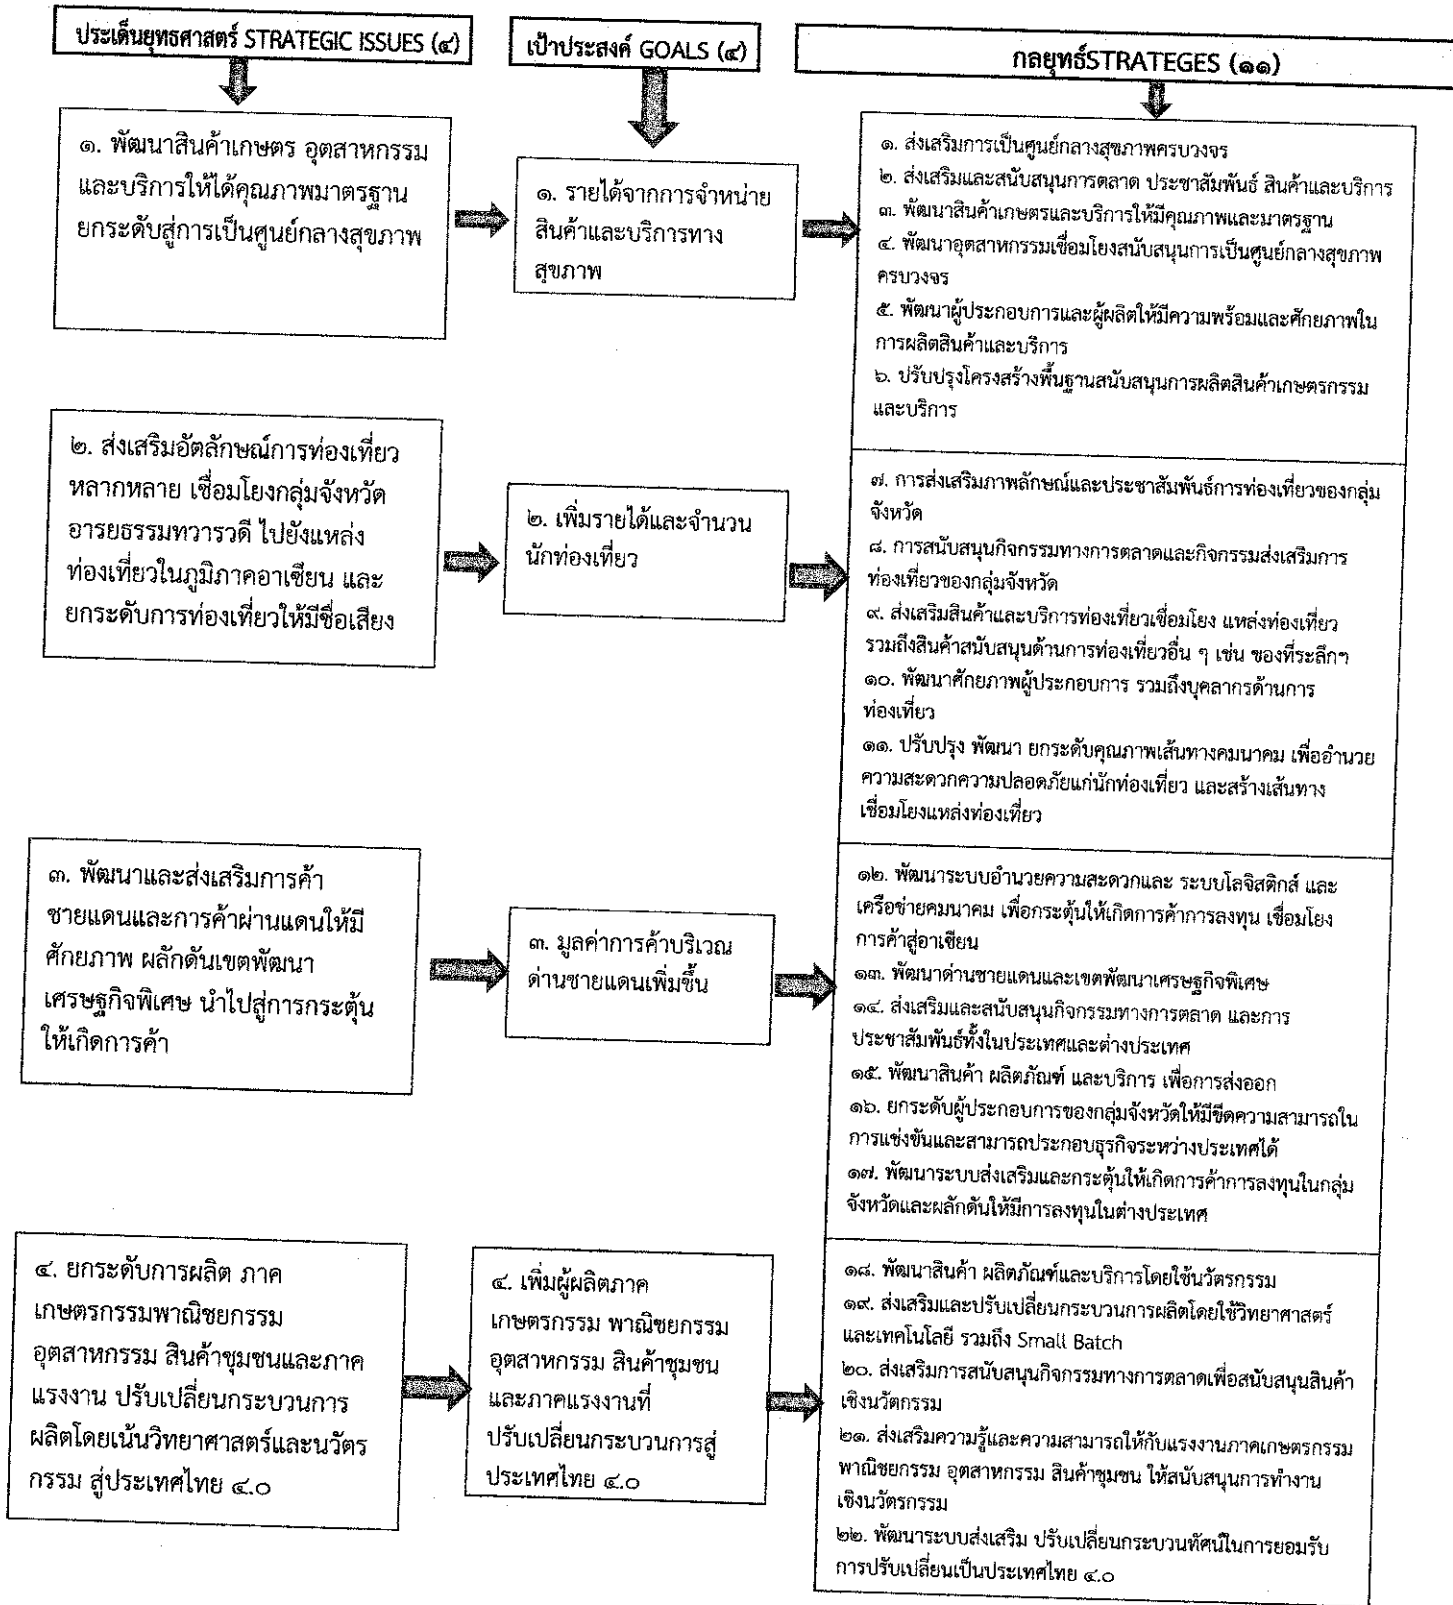 ประเด็นยุทธศาสตร์ STRATEGIC ISSUES (๔)
เป้าประสงค์ GOALS (๔)
กลยุทธ์STRATEGES (๑๑)
๑. พัฒนาสินค้าเกษตร อุตสาหกรรม
และบริการให้ได้คุณภาพมาตรฐาน
ยกระดับสู่การเป็นศูนย์กลางสุขภาพ
๑. รายได้จากการจำหน่าย
สินค้าและบริการทาง
สุขภาพ
๑. ส่งเสริมการเป็นศูนย์กลางสุขภาพครบวงจร
๒. ส่งเสริมและสนับสนุนการตลาด ประชาสัมพันธ์ สินค้าและบริการ
๓. พัฒนาสินค้าเกษตรและบริการให้มีคุณภาพและมาตรฐาน
๔. พัฒนาอุตสาหกรรมเชื่อมโยงสนับสนุนการเป็นศูนย์กลางสุขภาพ
ครบวงจร
๕. พัฒนาผู้ประกอบการและผู้ผลิตให้มีความพร้อมและศักยภาพใน
การผลิตสินค้าและบริการ
๖. ปรับปรุงโครงสร้างพื้นฐานสนับสนุนการผลิตสินค้าเกษตรกรรม
และบริการ
๒. ส่งเสริมอัตลักษณ์การท่องเที่ยว
หลากหลาย เชื่อมโยงกลุ่มจังหวัด
อารยธรรมทวารวดี ไปยังแหล่ง
ท่องเที่ยวในภูมิภาคอาเซียน และ
ยกระดับการท่องเที่ยวให้มีชื่อเสียง
๒. เพิ่มรายได้และจำนวน
นักท่องเที่ยว
๗. การส่งเสริมภาพลักษณ์และประชาสัมพันธ์การท่องเที่ยวของกลุ่ม
จังหวัด
๘. การสนับสนุนกิจกรรมทางการตลาดและกิจกรรมส่งเสริมการ
ท่องเที่ยวของกลุ่มจังหวัด
๙. ส่งเสริมสินค้าและบริการท่องเที่ยวเชื่อมโยง แหล่งท่องเที่ยว
รวมถึงสินค้าสนับสนุนด้านการท่องเที่ยวอื่น ๆ เช่น ของที่ระลึกฯ
๑๐. พัฒนาศักยภาพผู้ประกอบการ รวมถึงบุคลากรด้านการ
ท่องเที่ยว
๑๑. ปรับปรุง พัฒนา ยกระดับคุณภาพเส้นทางคมนาคม เพื่ออำนวย
ความสะดวกความปลอดภัยแก่นักท่องเที่ยว และสร้างเส้นทาง
เชื่อมโยงแหล่งท่องเที่ยว
๓. พัฒนาและส่งเสริมการค้า
ชายแดนและการค้าผ่านแดนให้มี
ศักยภาพ ผลักดันเขตพัฒนา
เศรษฐกิจพิเศษ นำไปสู่การกระตุ้น
ให้เกิดการค้า
๓. มูลค่าการค้าบริเวณ
ด่านชายแดนเพิ่มขึ้น
๑๒. พัฒนาระบบอำนวยความสะดวกและ ระบบโลจิสติกส์ และ
เครือข่ายคมนาคม เพื่อกระตุ้นให้เกิดการค้าการลงทุน เชื่อมโยง
การค้าสู่อาเซียน
๑๓. พัฒนาด่านชายแดนและเขตพัฒนาเศรษฐกิจพิเศษ
๑๔. ส่งเสริมและสนับสนุนกิจกรรมทางการตลาด และการ
ประชาสัมพันธ์ทั้งในประเทศและต่างประเทศ
๑๕. พัฒนาสินค้า ผลิตภัณฑ์ และบริการ เพื่อการส่งออก
๑๖. ยกระดับผู้ประกอบการของกลุ่มจังหวัดให้มีขีดความสามารถใน
การแข่งขันและสามารถประกอบธุรกิจระหว่างประเทศได้
๑๗. พัฒนาระบบส่งเสริมและกระตุ้นให้เกิดการค้าการลงทุนในกลุ่ม
จังหวัดและผลักดันให้มีการลงทุนในต่างประเทศ
๔. ยกระดับการผลิต ภาค
เกษตรกรรมพาณิชยกรรม
อุตสาหกรรม สินค้าชุมชนและภาค
แรงงาน ปรับเปลี่ยนกระบวนการ
ผลิตโดยเน้นวิทยาศาสตร์และนวัตร
กรรม สู่ประเทศไทย ๔.๐
๔. เพิ่มผู้ผลิตภาค
เกษตรกรรม พาณิชยกรรม
อุตสาหกรรม สินค้าชุมชน
และภาคแรงงานที่
ปรับเปลี่ยนกระบวนการสู่
ประเทศไทย ๔.๐
๑๘. พัฒนาสินค้า ผลิตภัณฑ์และบริการโดยใช้นวัตรกรรม
๑๙. ส่งเสริมและปรับเปลี่ยนกระบวนการผลิตโดยใช้วิทยาศาสตร์
และเทคโนโลยี รวมถึง Small Batch
๒๐. ส่งเสริมการสนับสนุนกิจกรรมทางการตลาดเพื่อสนับสนุนสินค้า
เชิงนวัตกรรม
๒๑. ส่งเสริมความรู้และความสามารถให้กับแรงงานภาคเกษตรกรรม
พาณิชยกรรม อุตสาหกรรม สินค้าชุมชน ให้สนับสนุนการทำงาน
เชิงนวัตรกรรม
๒๒. พัฒนาระบบส่งเสริม ปรับเปลี่ยนกระบวนทัศน์ในการยอมรับ
การปรับเปลี่ยนเป็นประเทศไทย ๔.๐